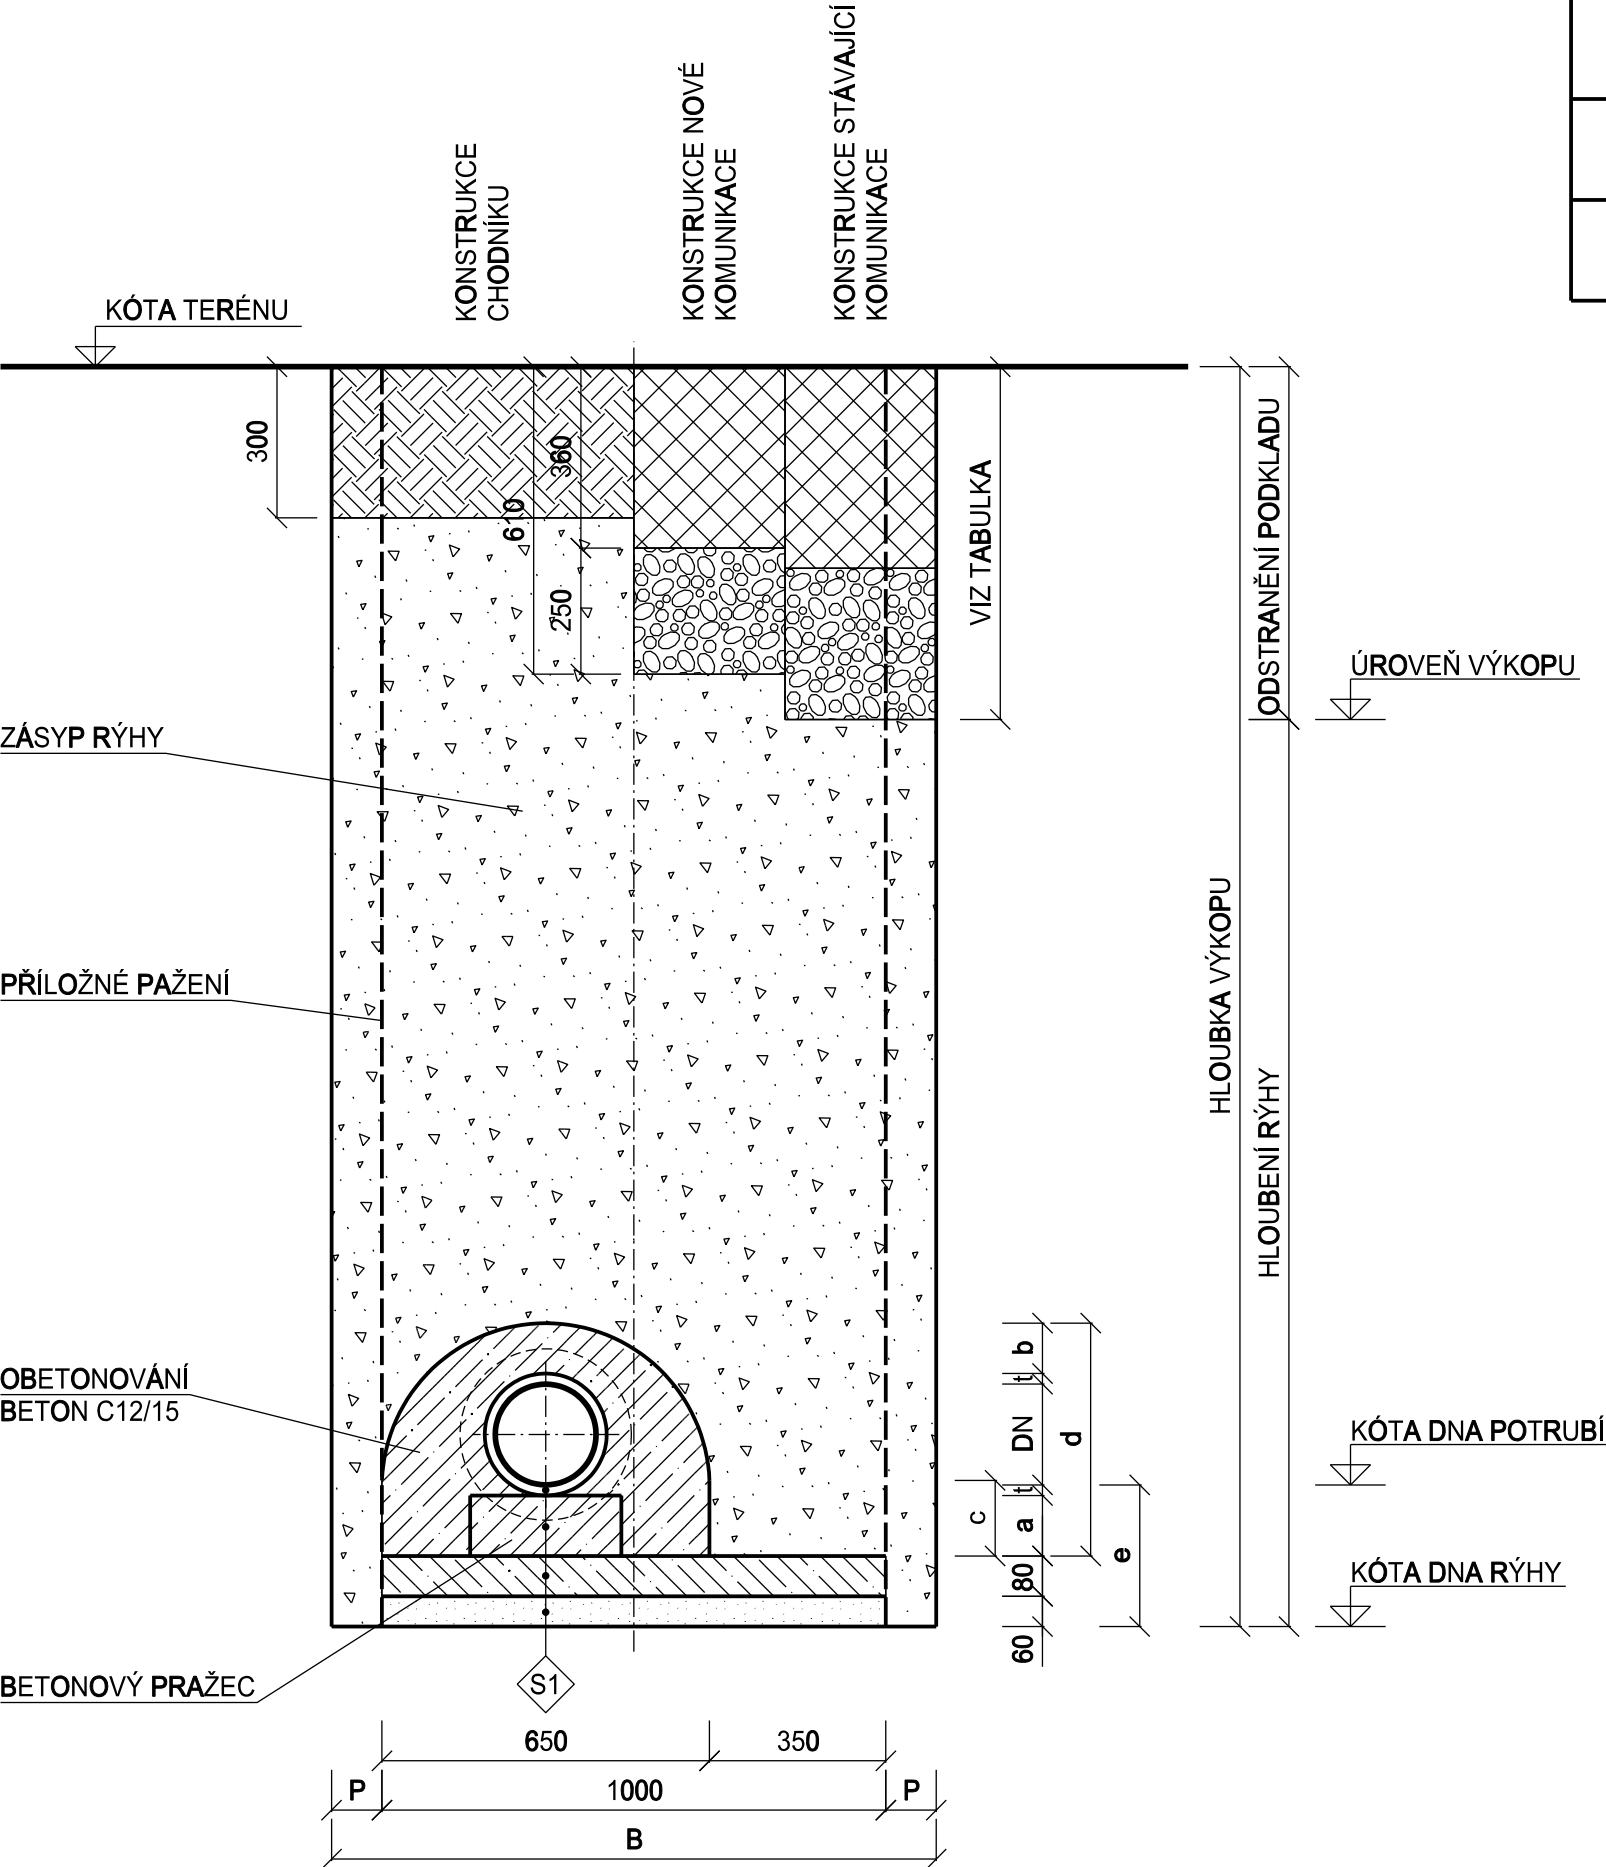 KONSTRUKCE
CHODNÍKU
KONSTRUKCE NOVÉ
KOMUNIKACE
KONSTRUKCE STÁVAJÍCÍ
KOMUNIKACE
KÓTA TERÉNU
300
360
610
250
VIZ TABULKA
ODSTRANĚNÍ PODKLADU
ÚROVEŇ VÝKOPU
ZÁSYP RÝHY
PŘÍLOŽNÉ PAŽENÍ
HLOUBKA VÝKOPU
HLOUBENÍ RÝHY
OBETONOVÁNÍ
BETON C12/15
b
t
DN
d
t
c
a
e
80
60
KÓTA DNA POTRUBÍ
KÓTA DNA RÝHY
BETONOVÝ PRAŽEC
S1
650
350
P
1000
P
B